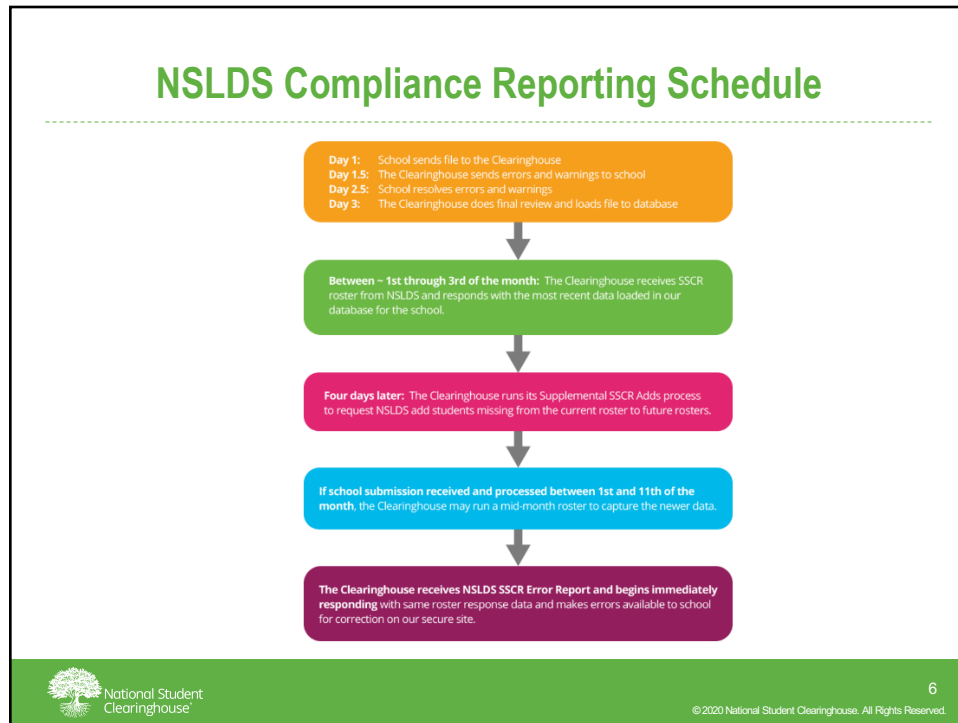 NSLDS Compliance Reporting Schedule
Day 1: School sends file to the Clearinghouse
Day 1.5: The Clearinghouse sends errors and warnings to school
Day 2.5: School resolves errors and warnings
Day 3: The Clearinghouse does final review and loads file to database
Between ~ 1st through 3rd of the month: The Clearinghouse receives SSCR
roster from NSLDS and responds with the most recent data loaded in our
database for the school.
Four days later: The Clearinghouse runs its Supplemental SSCR Adds process
to request NSLDS add students missing from the current roster to future rosters.
If school submission received and processed between 1st and 11th of the
month, the Clearinghouse may run a mid-month roster to capture the newer data.
The Clearinghouse receives NSLDS SSCR Error Report and begins immediately
responding with same roster response data and makes errors available to school
for correction on our secure site.
National Student
Clearinghouse®
6
© 2020 National Student Clearinghouse. All Rights Reserved.